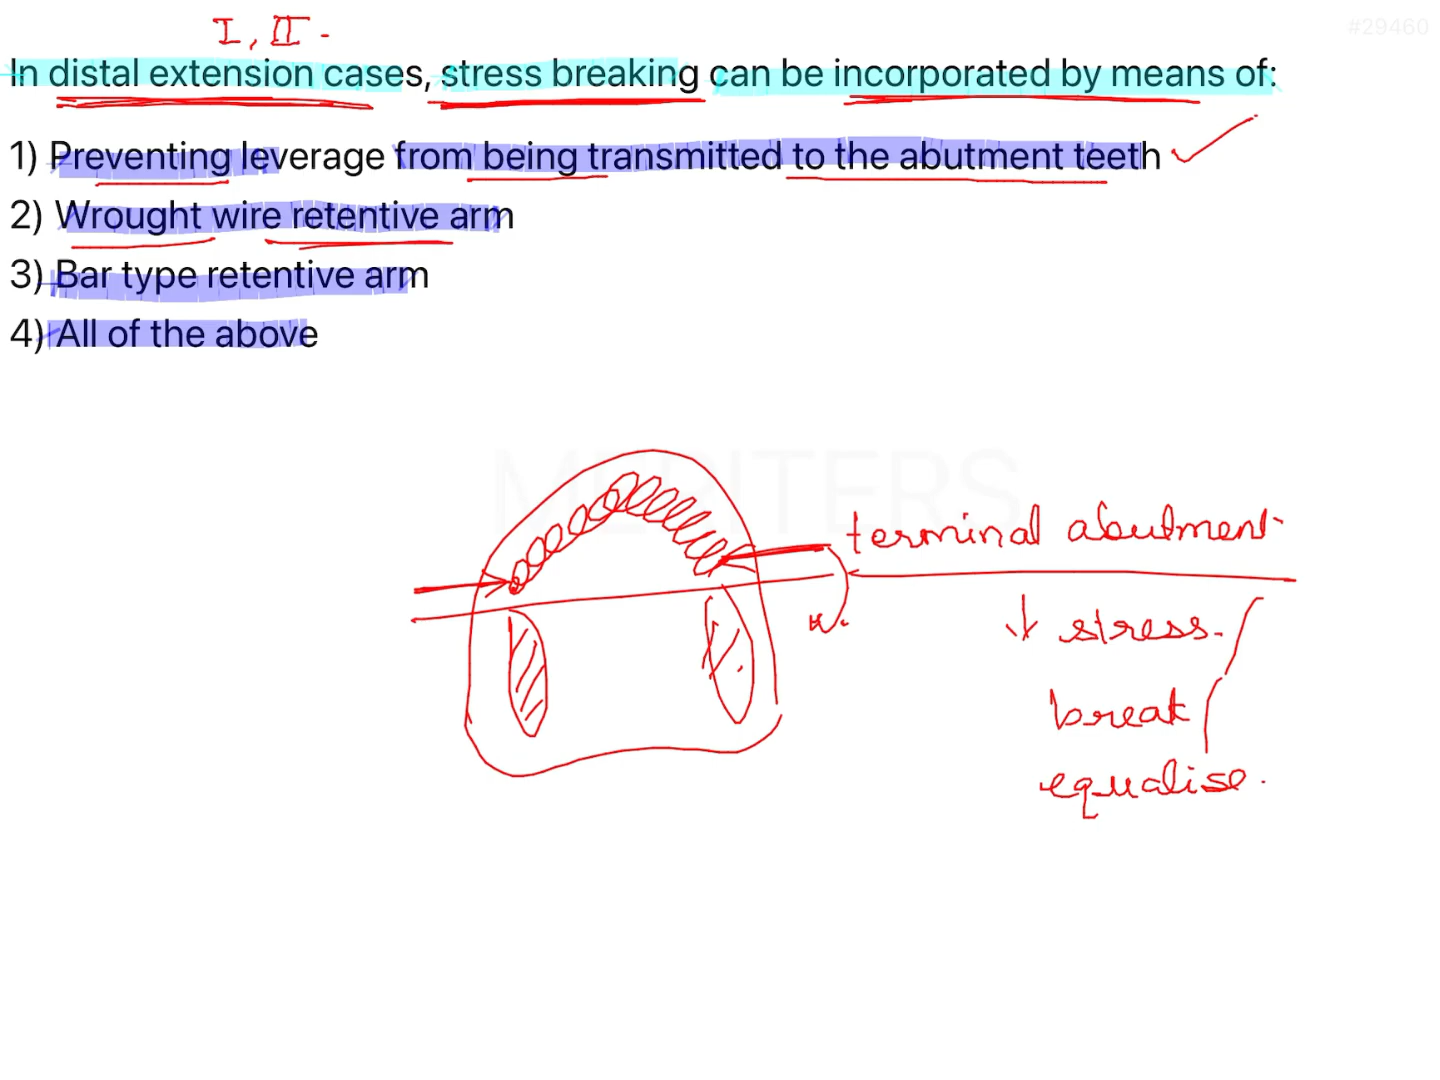 #29460
I, II.
In distal extension cases, stress breaking can be incorporated by means of:
1) Preventing leverage from being transmitted to the abutment teeth
2) Wrought wire retentive arm
3) Bar type retentive arm
4) All of the above
terminal abutment
↓ stress.
break
equalise.